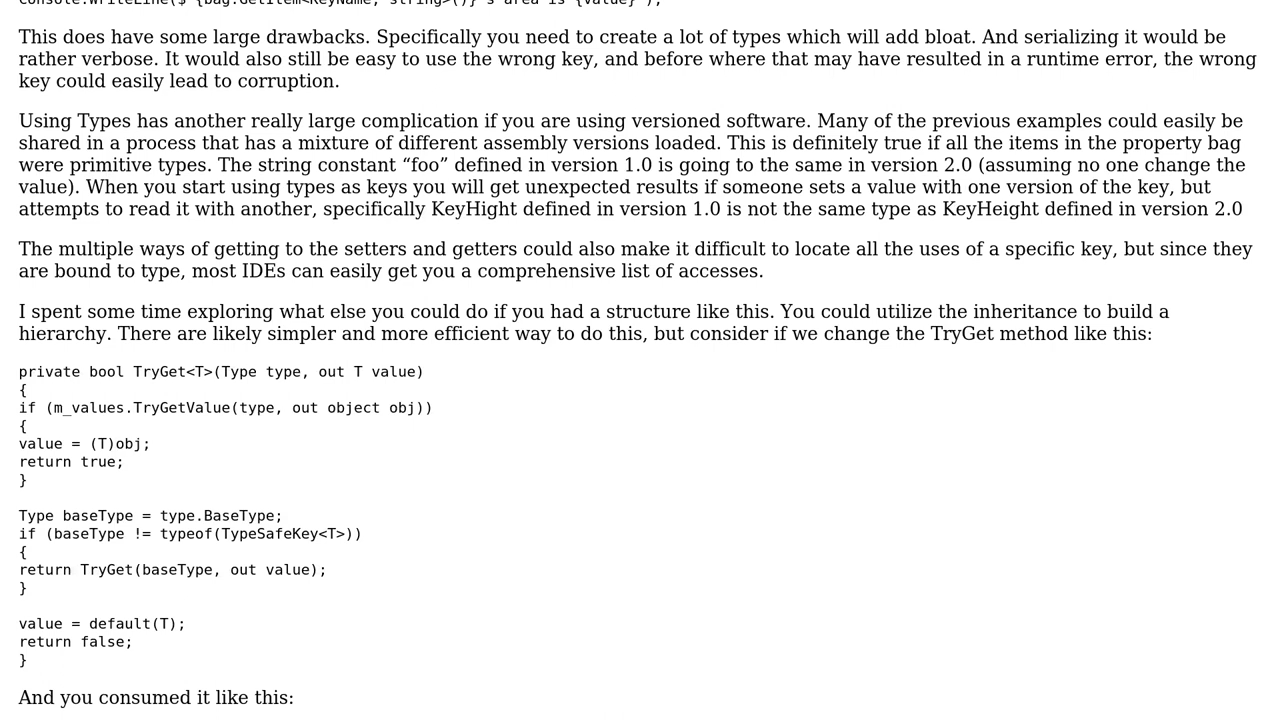 Console.WriteLine($"{bag.GetItem<KeyName, string>()}'s area is {value}");
This does have some large drawbacks. Specifically you need to create a lot of types which will add bloat. And serializing it would be
rather verbose. It would also still be easy to use the wrong key, and before where that may have resulted in a runtime error, the wrong
key could easily lead to corruption.
Using Types has another really large complication if you are using versioned software. Many of the previous examples could easily be
shared in a process that has a mixture of different assembly versions loaded. This is definitely true if all the items in the property bag
were primitive types. The string constant “foo” defined in version 1.0 is going to the same in version 2.0 (assuming no one change the
value). When you start using types as keys you will get unexpected results if someone sets a value with one version of the key, but
attempts to read it with another, specifically KeyHight defined in version 1.0 is not the same type as KeyHeight defined in version 2.0
The multiple ways of getting to the setters and getters could also make it difficult to locate all the uses of a specific key, but since they
are bound to type, most IDEs can easily get you a comprehensive list of accesses.
I spent some time exploring what else you could do if you had a structure like this. You could utilize the inheritance to build a
hierarchy. There are likely simpler and more efficient way to do this, but consider if we change the TryGet method like this:
private bool TryGet<T>(Type type, out T value)
{
if (m_values.TryGetValue(type, out object obj))
{
value = (T)obj;
return true;
}
Type baseType = type.BaseType;
if (baseType != typeof(TypeSafeKey<T>))
{
return TryGet(baseType, out value);
}
value = default(T);
return false;
}
And you consumed it like this: